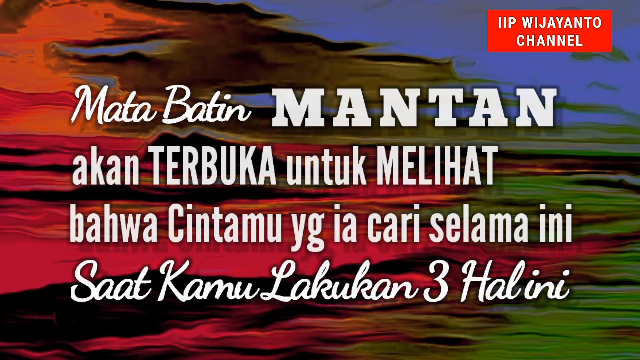 IIP WIJAYANTO
CHANNEL
Mata Batin MANTAN
akan TERBUKA untuk MELIHAT
bahwa Cintamu yg ia cari selama ini
Saat Kamu Lakukan 3 Hal ini